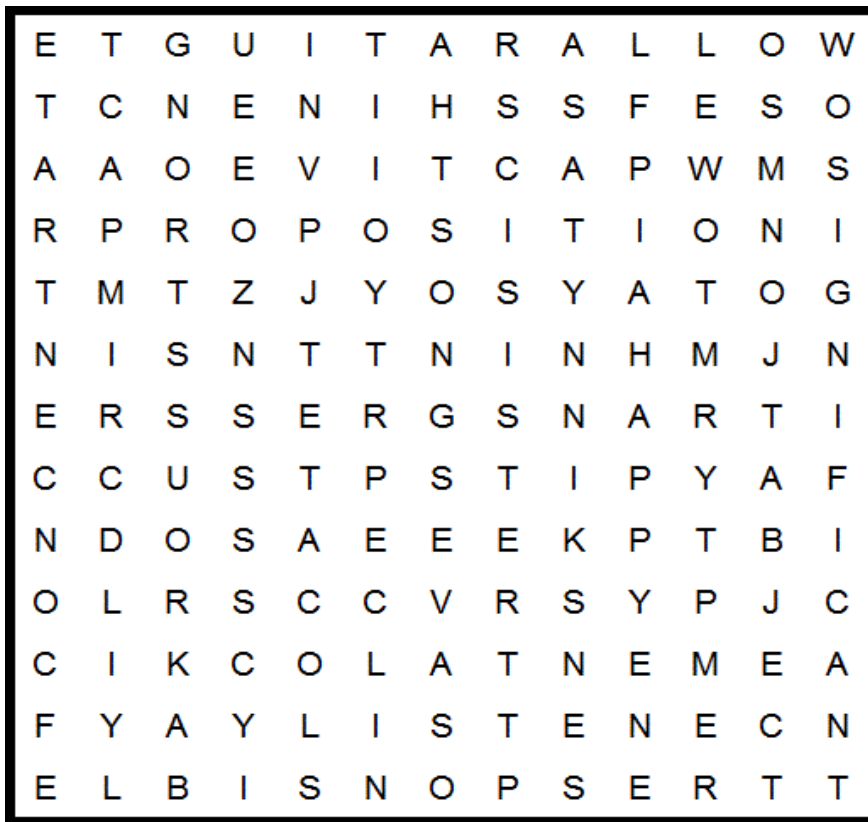 E T G U I T A R A L L O W
T C N E N I H S S F E S O
A A O E V I T C A P W M S
R P R O P O S I T I O N I
T M T Z J Y O S Y A T O G
N I S N T T N I N H M J N
E R S S E R G S N A R T I
C C U S T P S T I P Y A F
N D O S A E E E K P T B I
O L R S C C V R S Y P J C
C I K C O L A T N E M E A
F Y A Y L I S T E N E C N
E L B I S N O P S E R T T